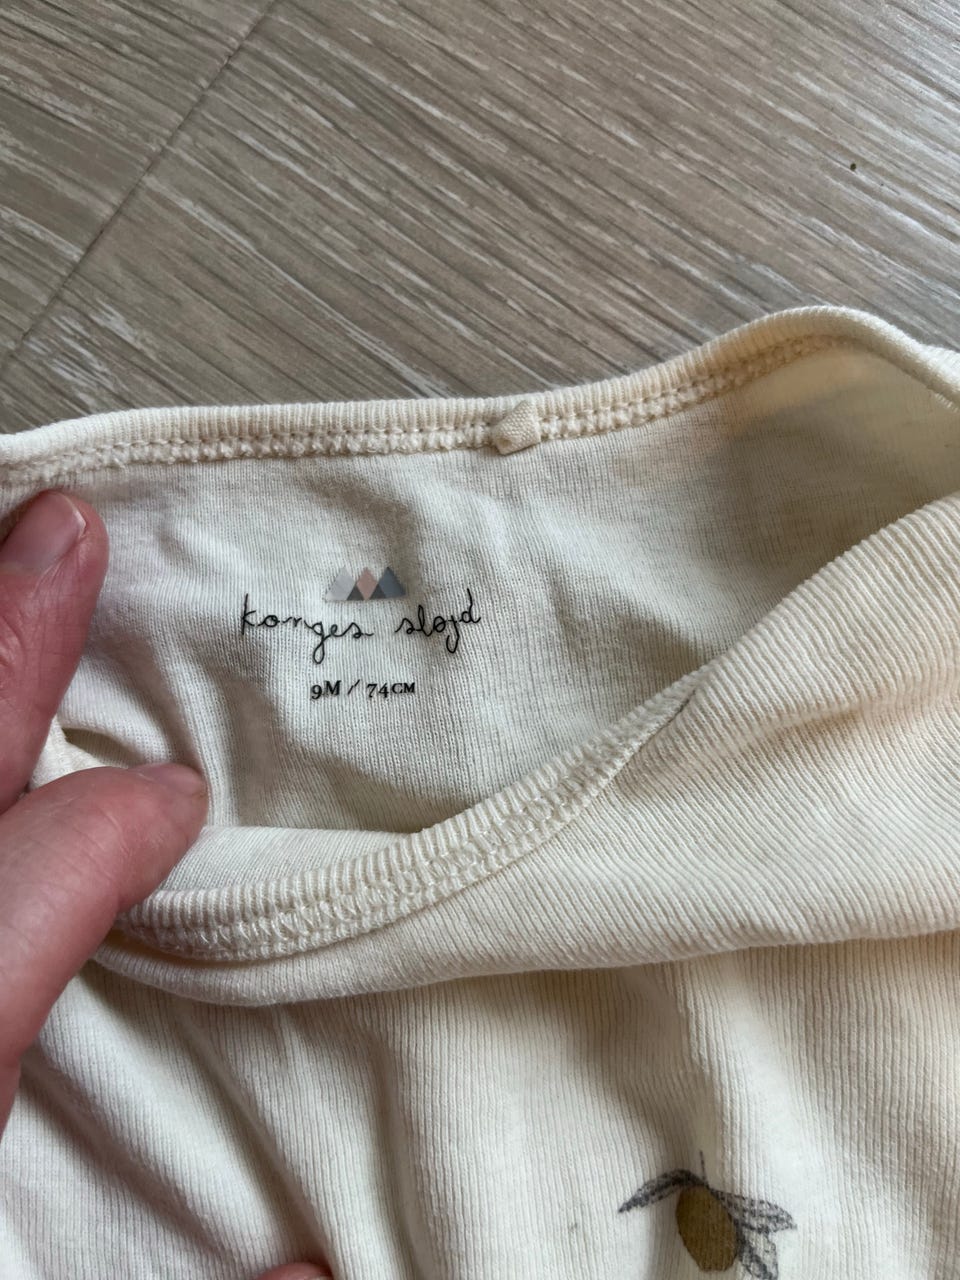 konges sløjd
9M / 74CM